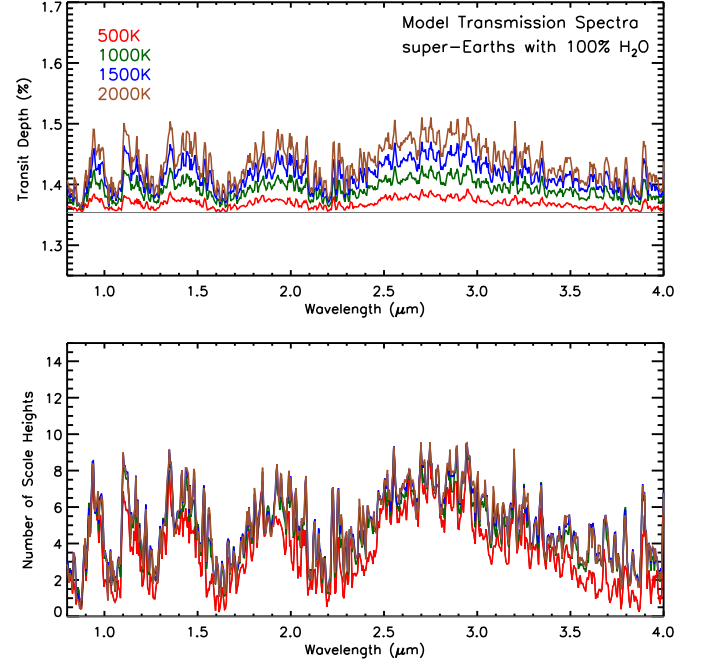 1.7
Model Transmission Spectra
500K
super-Earths with 100% H₂O
1000K
1.6
1500K
2000K
1.5
Transit Depth (%)
1.4
1.3
1.0 1.5 2.0 2.5 3.0 3.5 4.0
Wavelength (μm)
14
12
10
Number of Scale Heights
8
6
4
2
0
1.0 1.5 2.0 2.5 3.0 3.5 4.0
Wavelength (μm)